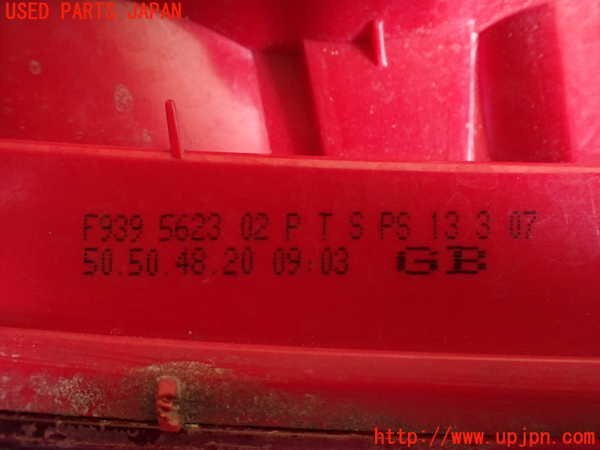 USED PARTS JAPAN.
F939 5623 02 P T S PS 13 3 07
50.50.48.20 09:03 GB
http://www.upjpn.com/